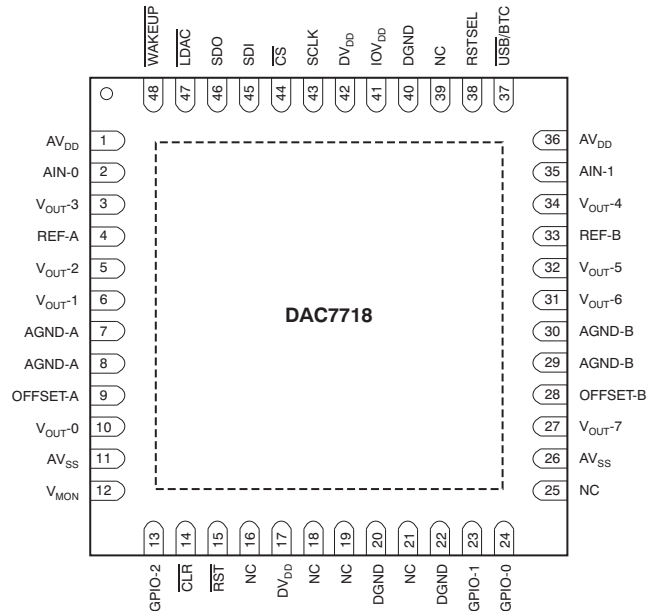 WAKEUP
LDAC
SDO
SDI
CS
SCLK
DVDD
IOVDD
DGND
NC
RSTSEL
USB/BTC
48
47
46
45
44
43
42
41
40
39
38
37
AVDD 1
AIN-0 2
VOUT-3 3
REF-A 4
VOUT-2 5
VOUT-1 6
AGND-A 7
AGND-A 8
OFFSET-A 9
VOUT-0 10
AVSS 11
VMON 12
DAC7718
36 AVDD
35 AIN-1
34 VOUT-4
33 REF-B
32 VOUT-5
31 VOUT-6
30 AGND-B
29 AGND-B
28 OFFSET-B
27 VOUT-7
26 AVSS
25 NC
13
14
15
16
17
18
19
20
21
22
23
24
GPIO-2
CLR
RST
NC
DVDD
NC
NC
DGND
NC
DGND
GPIO-1
GPIO-0